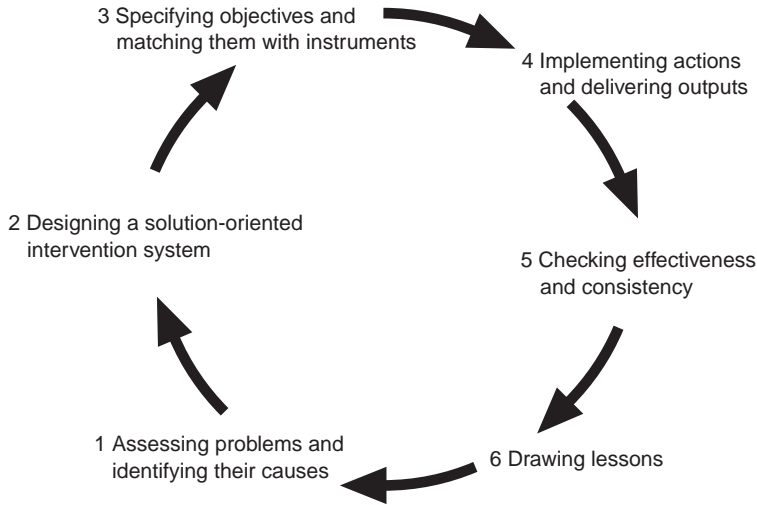 3 Specifying objectives and
matching them with instruments
4 Implementing actions
and delivering outputs
2 Designing a solution-oriented
intervention system
5 Checking effectiveness
and consistency
1 Assessing problems and
identifying their causes
6 Drawing lessons